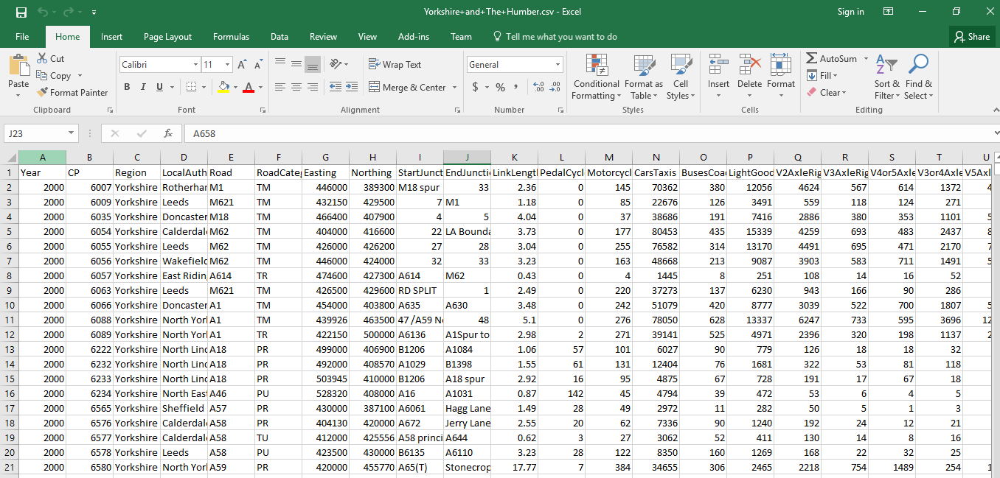 Yorkshire+and+The+Humber.csv - Excel Sign in
File Home Insert Page Layout Formulas Data Review View Add-ins Team Tell me what you want to do Share
Cut Calibri 11 A A Wrap Text General Conditional Format as Cell Insert Delete Format AutoSum Sort & Find &
Paste Copy B I U A Merge & Center $ % Formatting Table Styles Fill Filter Select
Format Painter Clear
Clipboard Font Alignment Number Styles Cells Editing
J23 fx A658
A B C D E F G H I J K L M N O P Q R S T U
1 Year CP Region LocalAuth Road RoadCateg Easting Northing StartJunct EndJunctio LinkLength PedalCycl Motorcycl CarsTaxis BusesCoac LightGood V2AxleRig V3AxleRig V4or5Axle V3or4Axle V5Axl
2 2000 6007 Yorkshire Rotherhar M1 TM 446000 389300 M18 spur 33 2.36 0 145 70362 380 12056 4624 567 614 1372 4
3 2000 6009 Yorkshire Leeds M621 TM 432150 429500 7 M1 1.18 0 85 22676 126 3491 559 118 124 271
4 2000 6035 Yorkshire Doncaster M18 TM 466400 407900 4 5 4.04 0 37 38686 191 7416 2886 380 353 1101 5
5 2000 6054 Yorkshire Calderdal M62 TM 404000 416600 22 LA Bounda 3.73 0 177 80453 435 15339 4259 693 483 2437 8
6 2000 6055 Yorkshire Leeds M62 TM 426000 426200 27 28 3.04 0 255 76582 314 13170 4491 695 471 2170 7
7 2000 6056 Yorkshire Wakefield M62 TM 446000 424000 32 33 3.23 0 163 48668 213 9087 3903 583 711 1491 5
8 2000 6057 Yorkshire East Ridin A614 TR 474600 427300 A614 M62 0.43 0 4 1445 8 251 108 14 16 52
9 2000 6063 Yorkshire Leeds M621 TM 426500 429600 RD SPLIT 1 2.49 0 220 37273 137 6230 943 166 90 286
10 2000 6066 Yorkshire Doncaster A1 TM 454000 403800 A635 A630 3.48 0 242 51079 420 8777 3039 522 700 1807 5
11 2000 6088 Yorkshire North Yor A1 TM 439926 463500 47 /A59 N 48 5.1 0 276 78050 628 13337 6247 733 595 3696 12
12 2000 6089 Yorkshire North Yor A1 TR 422150 500000 A6136 A1Spur to 2.98 2 271 39141 525 4971 2396 320 198 1137 2
13 2000 6222 Yorkshire North Linc A18 PR 499000 406900 B1206 A1084 1.06 57 101 6027 90 779 126 18 18 32
14 2000 6232 Yorkshire North Linc A18 PR 492000 408570 A1029 B1398 1.55 61 131 12404 76 1681 322 53 81 118
15 2000 6233 Yorkshire North Linc A18 PR 503945 410000 B1206 A18 spur 2.92 16 95 4875 67 728 191 17 67 18
16 2000 6234 Yorkshire North East A46 PU 528320 408000 A16 A1031 0.87 142 45 4794 39 472 53 6 4 5
17 2000 6565 Yorkshire Sheffield A57 PR 430000 387100 A6061 Hagg Lane 1.49 28 49 2972 11 282 50 5 1 3
18 2000 6576 Yorkshire Calderdal A58 PR 404130 420000 A672 Jerry Lane 2.55 20 62 7336 90 1240 192 24 12 21
19 2000 6577 Yorkshire Calderdal A58 TU 412000 425556 A58 princi A644 0.62 3 27 3062 52 411 130 14 8 16
20 2000 6578 Yorkshire Leeds A58 PU 423500 430000 B6135 A6110 3.23 28 122 8350 160 1269 168 22 32 25
21 2000 6580 Yorkshire North Yor A59 PR 420000 455770 A65(T) Stonecrop 17.77 7 384 34655 306 2465 2218 754 1489 254 1